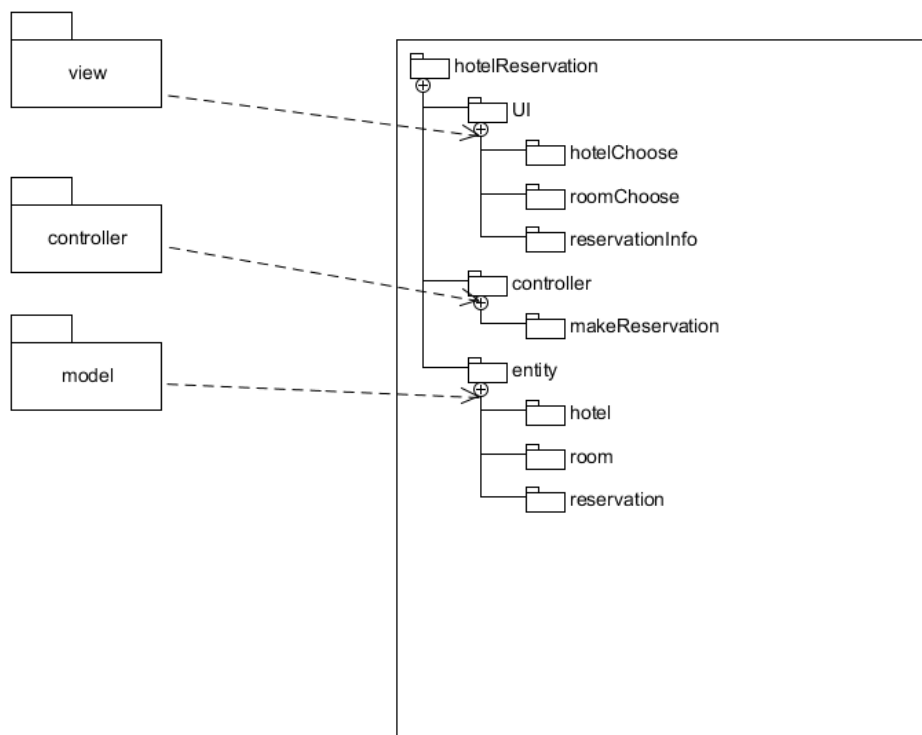 view
controller
model
hotelReservation
UI
hotelChoose
roomChoose
reservationInfo
controller
makeReservation
entity
hotel
room
reservation